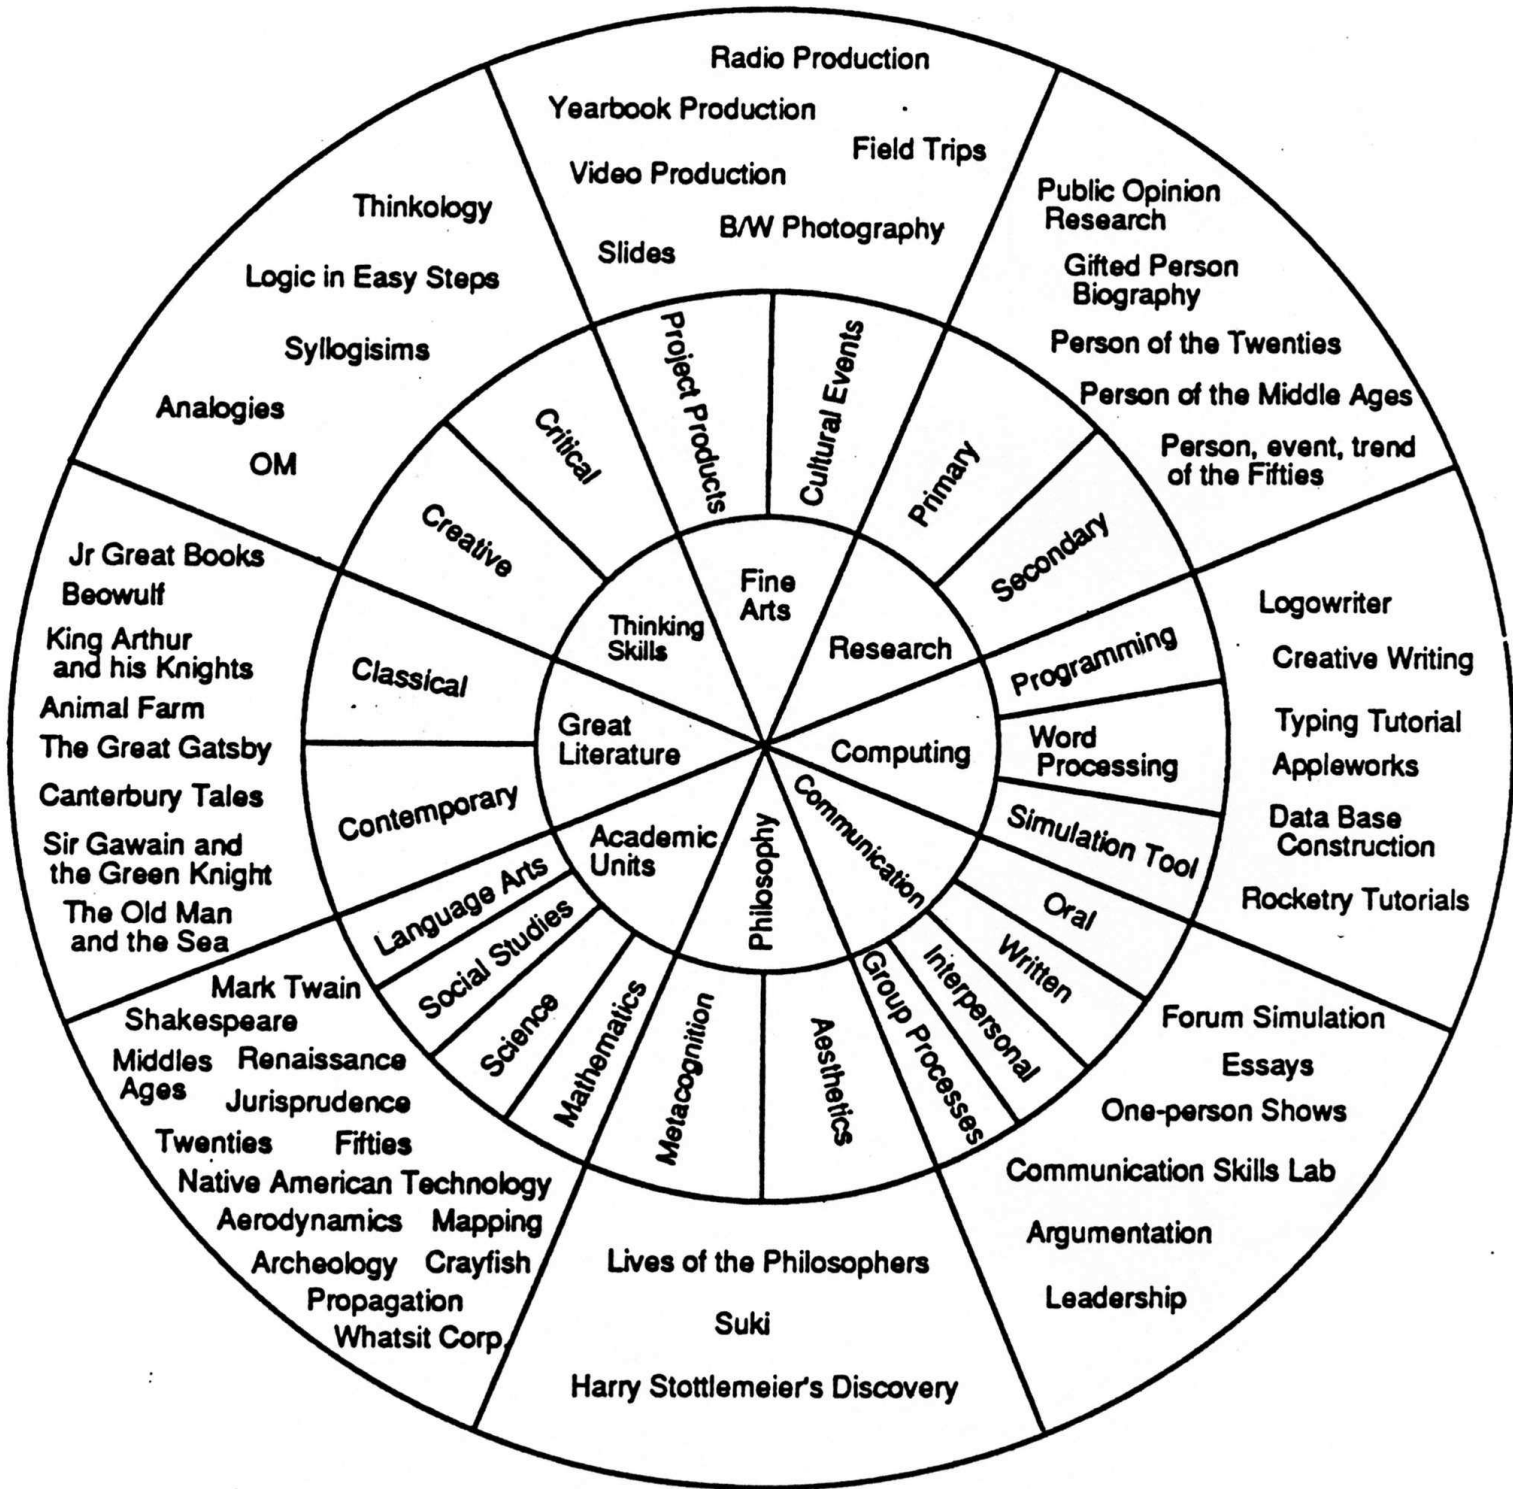 Radio Production
Yearbook Production
Field Trips
Video Production
B/W Photography
Slides
Public Opinion
Research
Gifted Person
Biography
Person of the Twenties
Person of the Middle Ages
Person, event, trend
of the Fifties
Logowriter
Creative Writing
Typing Tutorial
Appleworks
Data Base
Construction
Rocketry Tutorials
Forum Simulation
Essays
One-person Shows
Communication Skills Lab
Argumentation
Leadership
Lives of the Philosophers
Suki
Harry Stottlemeier's Discovery
Mark Twain
Shakespeare
Middles
Ages
Renaissance
Jurisprudence
Twenties
Fifties
Native American Technology
Aerodynamics
Mapping
Archeology
Crayfish
Propagation
Whatsit Corp.
Jr Great Books
Beowulf
King Arthur
and his Knights
Animal Farm
The Great Gatsby
Canterbury Tales
Sir Gawain and
the Green Knight
The Old Man
and the Sea
Thinkology
Logic in Easy Steps
Syllogisims
Analogies
OM
Project Products
Cultural Events
Primary
Secondary
Programming
Word
Processing
Simulation Tool
Oral
Written
Interpersonal
Group Processes
Aesthetics
Metacognition
Mathematics
Science
Social Studies
Language Arts
Contemporary
Classical
Creative
Critical
Fine
Arts
Research
Computing
Communication
Philosophy
Academic
Units
Great
Literature
Thinking
Skills